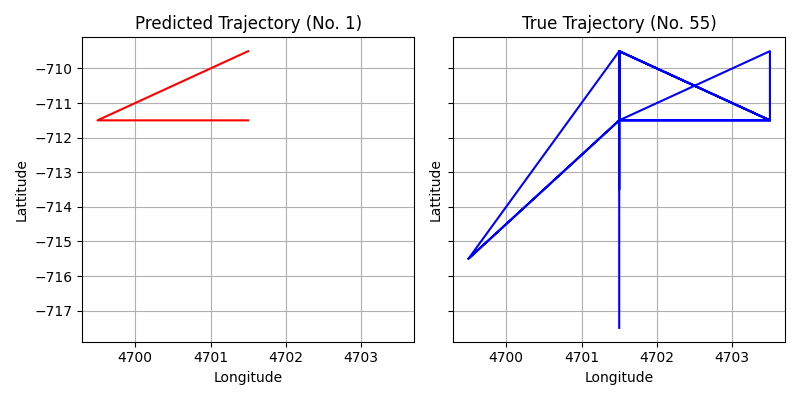 Predicted Trajectory (No. 1)
True Trajectory (No. 55)
Lattitude
−710
−711
−712
−713
−714
−715
−716
−717
4700
4701
4702
4703
Longitude
Lattitude
4700
4701
4702
4703
Longitude